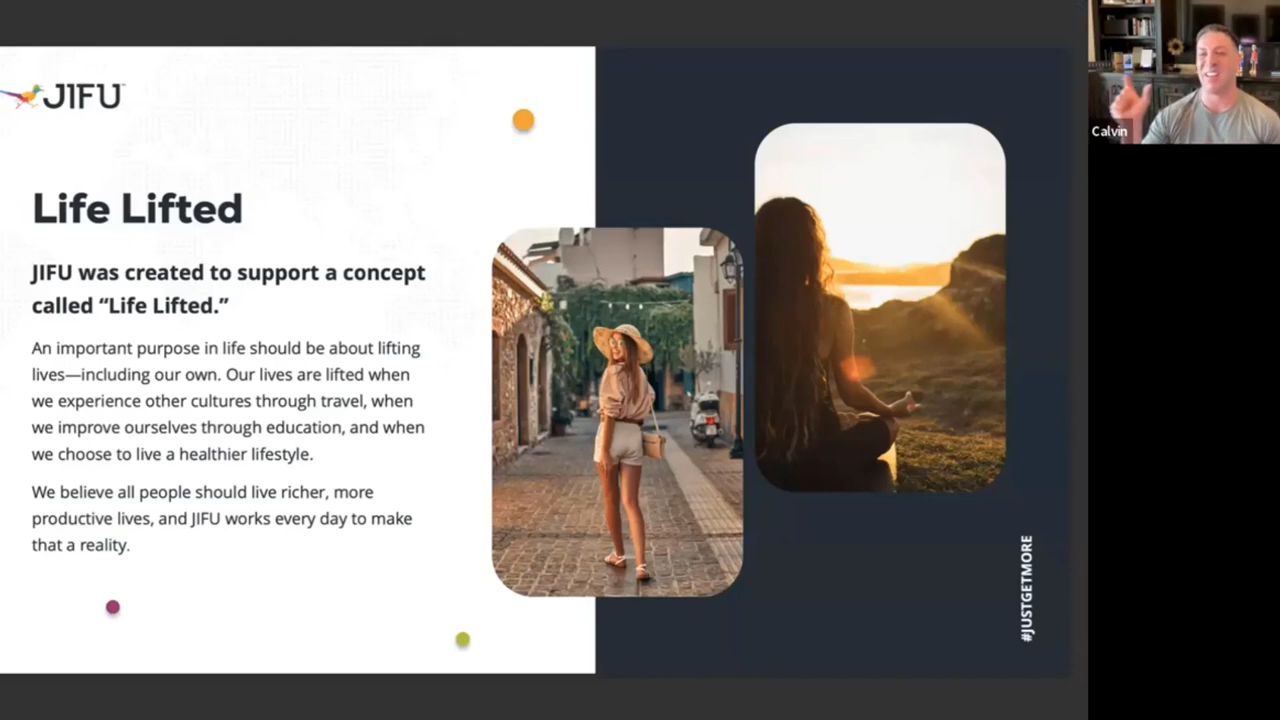 JIFU™
Life Lifted
JIFU was created to support a concept
called “Life Lifted.”
An important purpose in life should be about lifting
lives—including our own. Our lives are lifted when
we experience other cultures through travel, when
we improve ourselves through education, and when
we choose to live a healthier lifestyle.
We believe all people should live richer, more
productive lives, and JIFU works every day to make
that a reality.
#JUSTGETMORE
Calvin